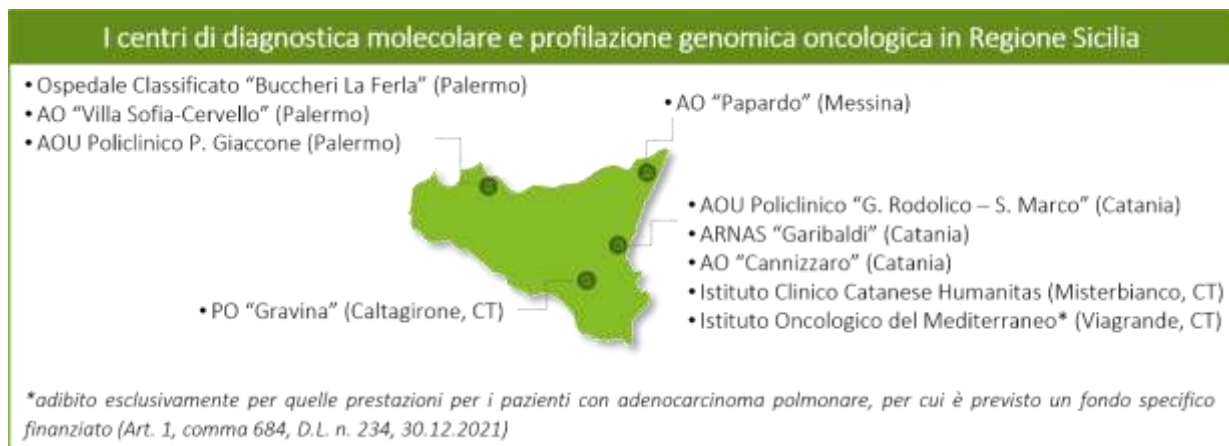 I centri di diagnostica molecolare e profilazione genomica oncologica in Regione Sicilia
• Ospedale Classificato “Buccheri La Ferla” (Palermo)
• AO “Villa Sofia-Cervello” (Palermo)
• AOU Policlinico P. Giaccone (Palermo)
• AO “Papardo” (Messina)
• AOU Policlinico “G. Rodolico – S. Marco” (Catania)
• ARNAS “Garibaldi” (Catania)
• AO “Cannizzaro” (Catania)
• Istituto Clinico Catanese Humanitas (Misterbianco, CT)
• Istituto Oncologico del Mediterraneo* (Viagrande, CT)
• PO “Gravina” (Caltagirone, CT)
*adibito esclusivamente per quelle prestazioni per i pazienti con adenocarcinoma polmonare, per cui è previsto un fondo specifico
finanziato (Art. 1, comma 684, D.L. n. 234, 30.12.2021)